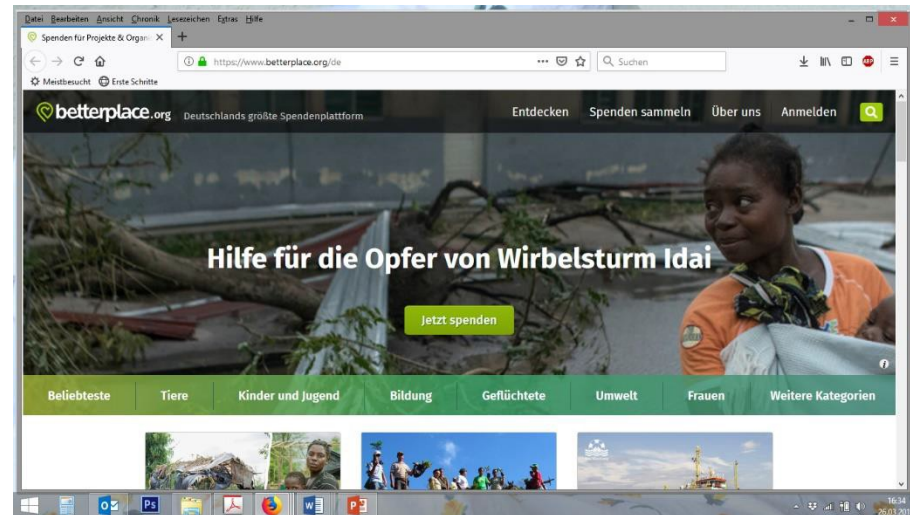 Datei Bearbeiten Ansicht Chronik Lesezeichen Extras Hilfe
Spenden für Projekte & Organi
https://www.betterplace.org/de
Suchen
Meistbesucht Erste Schritte
betterplace.org Deutschlands größte Spendenplattform Entdecken Spenden sammeln Über uns Anmelden
Hilfe für die Opfer von Wirbelsturm Idai
Jetzt spenden
Beliebteste Tiere Kinder und Jugend Bildung Geflüchtete Umwelt Frauen Weitere Kategorien
16:34